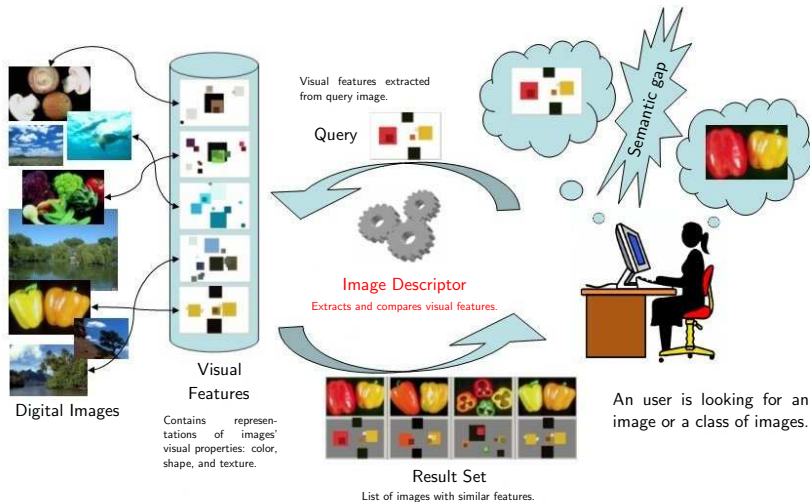 Digital Images
Visual
Features
Contains represen-
tations of images'
visual properties: color,
shape, and texture.
Visual features extracted
from query image.
Query
Image Descriptor
Extracts and compares visual features.
Result Set
List of images with similar features.
Semantic gap
An user is looking for an
image or a class of images.